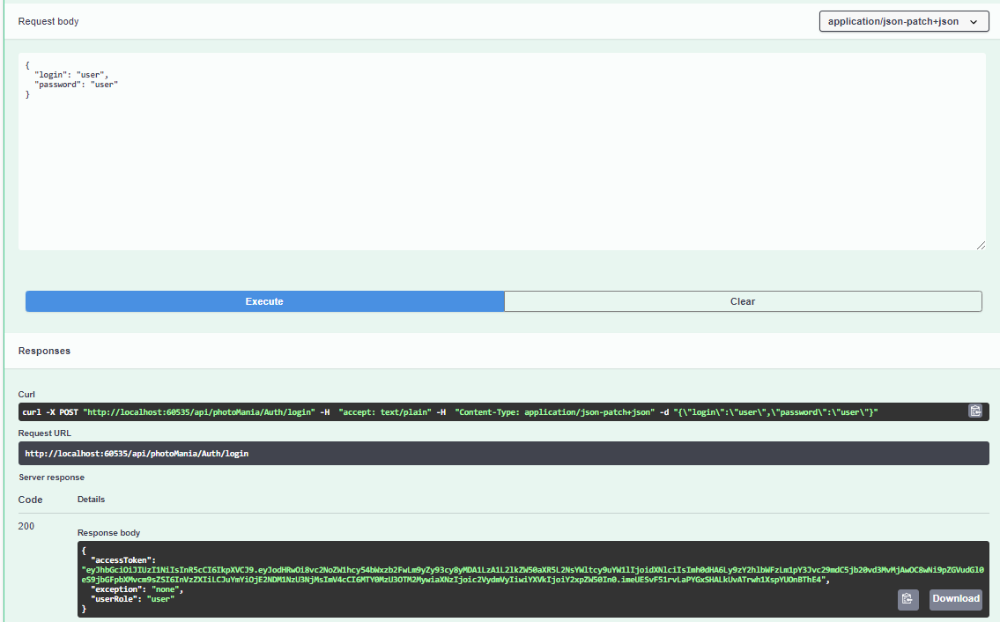 Request body
application/json-patch+json
{
"login": "user",
"password": "user"
}
Execute
Clear
Responses
Curl
curl -X POST "http://localhost:60535/api/photoMania/Auth/login" -H  "accept: text/plain" -H  "Content-Type: application/json-patch+json" -d "{\"login\":\"user\",\"password\":\"user\"}"
Request URL
http://localhost:60535/api/photoMania/Auth/login
Server response
Code
Details
200
Response body
{
"accessToken":
"exception": "none",
"userRole": "user"
}
Download